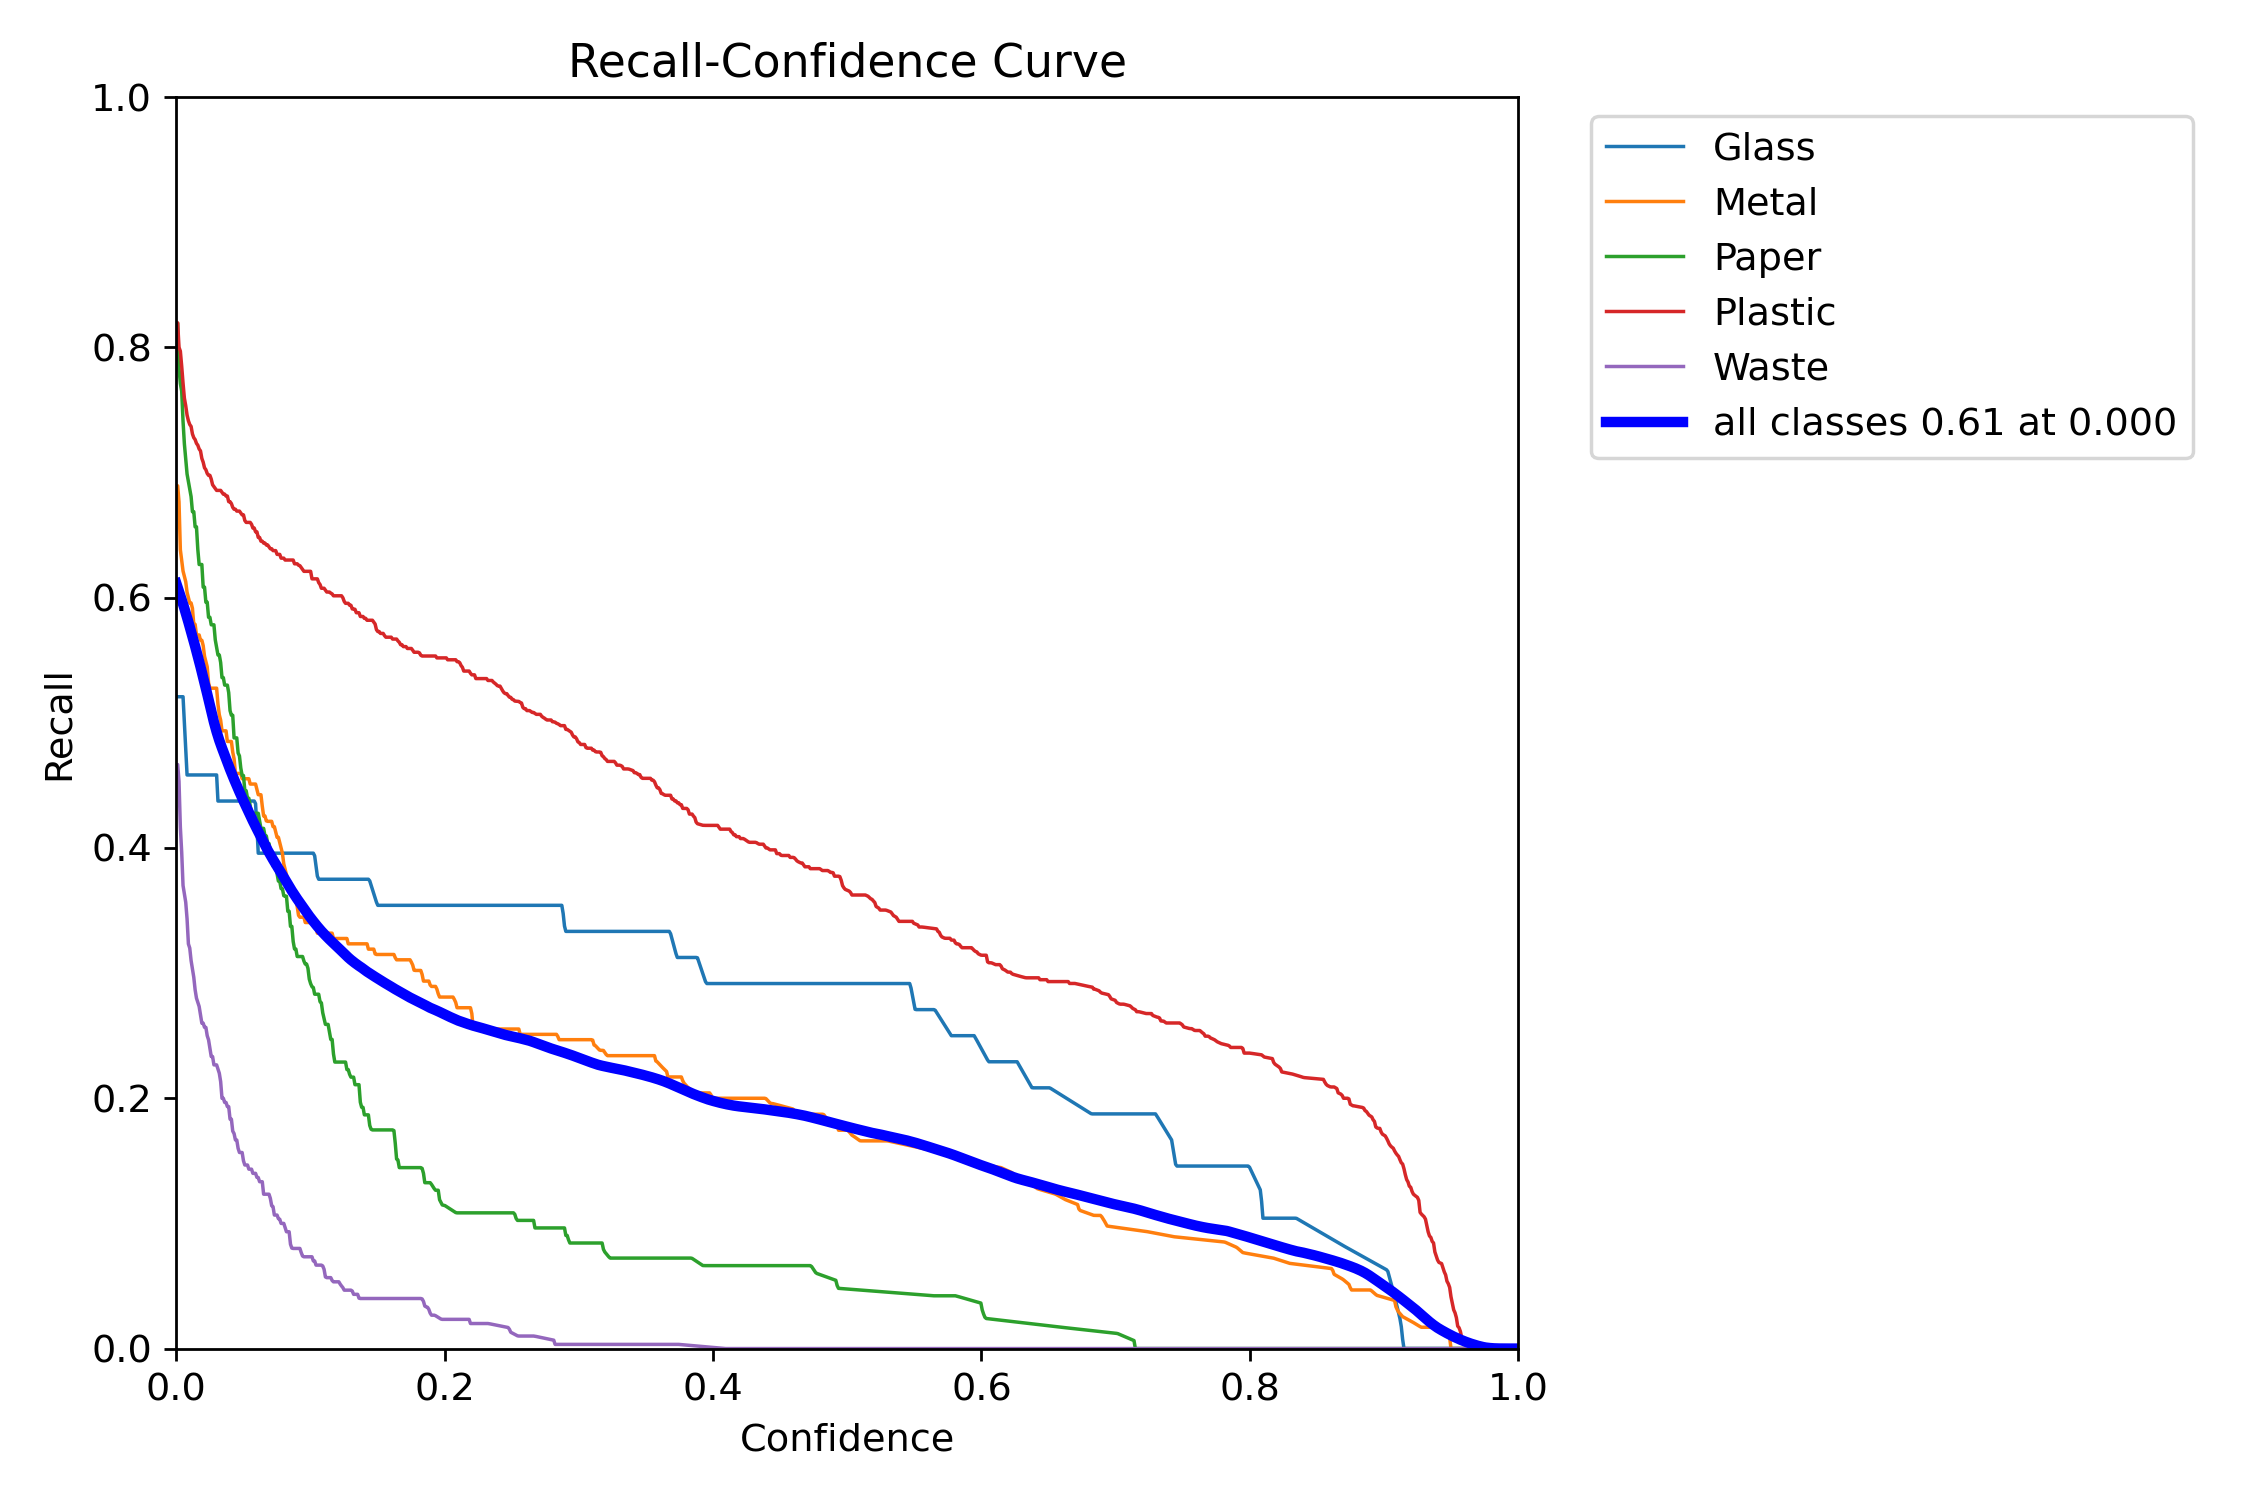 Recall-Confidence Curve
1.0
0.8
0.6
0.4
0.2
0.0
Recall
0.0 0.2 0.4 0.6 0.8 1.0
Confidence
Glass
Metal
Paper
Plastic
Waste
all classes 0.61 at 0.000